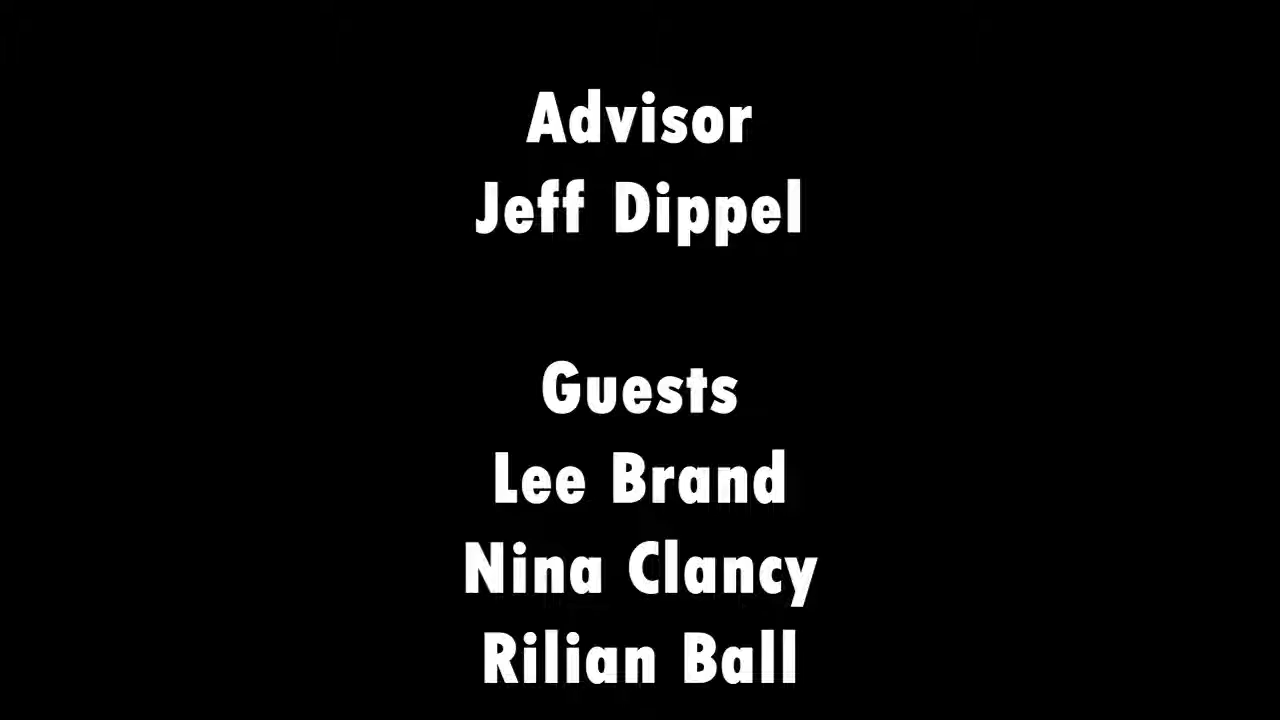 Advisor
Jeff Dippel
Guests
Lee Brand
Nina Clancy
Rilian Ball